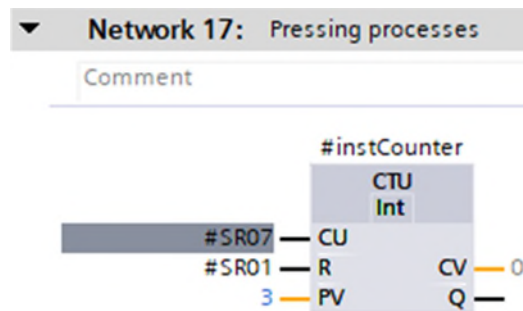 Network 17: Pressing processes
Comment
#instCounter
CTU
Int
#SR07 CU
#SR01 R CV 0
3 PV Q